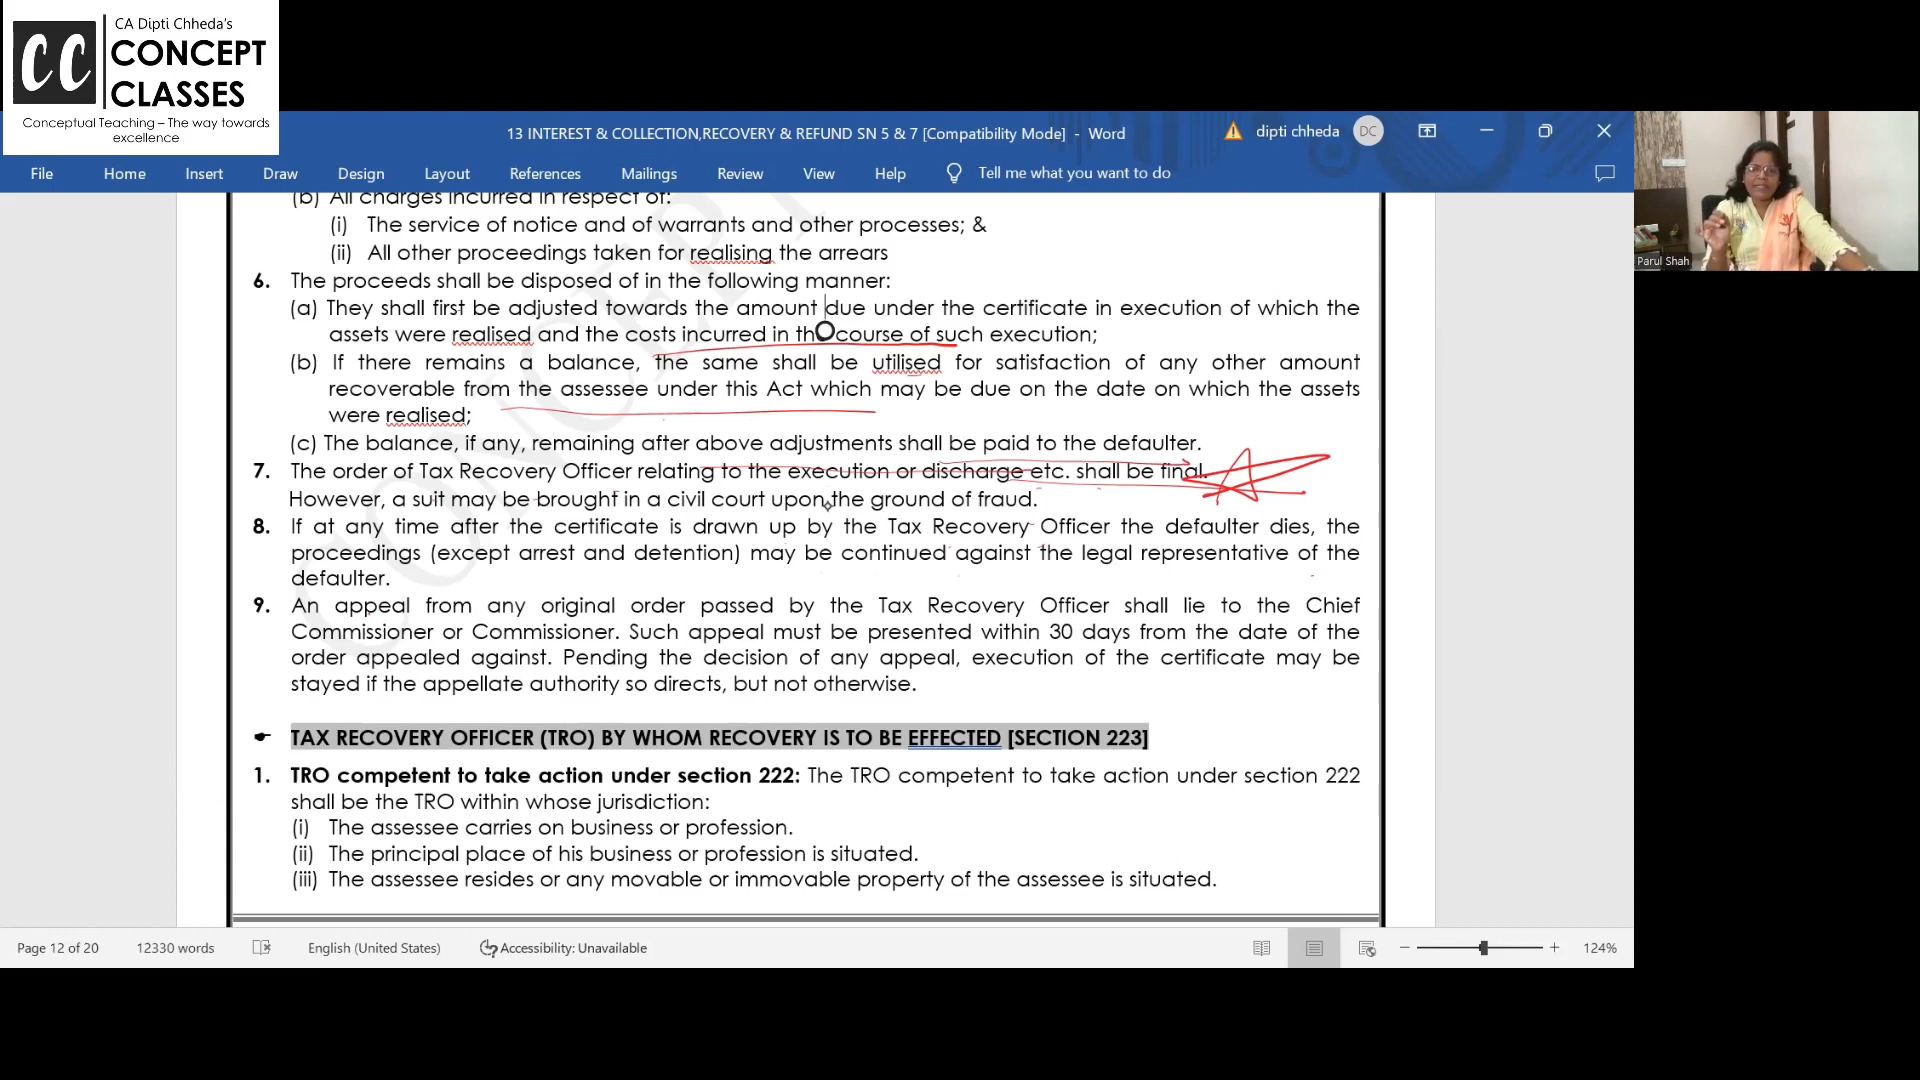 CA Dipti Chheda's
CC
CONCEPT
CLASSES
Conceptual Teaching – The way towards
excellence
13 INTEREST & COLLECTION,RECOVERY & REFUND SN 5 & 7 [Compatibility Mode] - Word
dipti chheda
DC
File Home Insert Draw Design Layout References Mailings Review View Help Tell me what you want to do
Parul Shah
(b) All charges incurred in respect of:
(i) The service of notice and of warrants and other processes; &
(ii) All other proceedings taken for realising the arrears
6. The proceeds shall be disposed of in the following manner:
(a) They shall first be adjusted towards the amount due under the certificate in execution of which the
assets were realised and the costs incurred in th course of such execution;
(b) If there remains a balance, the same shall be utilised for satisfaction of any other amount
recoverable from the assessee under this Act which may be due on the date on which the assets
were realised;
(c) The balance, if any, remaining after above adjustments shall be paid to the defaulter.
7. The order of Tax Recovery Officer relating to the execution or discharge etc. shall be final.
However, a suit may be brought in a civil court upon the ground of fraud.
8. If at any time after the certificate is drawn up by the Tax Recovery Officer the defaulter dies, the
proceedings (except arrest and detention) may be continued against the legal representative of the
defaulter.
9. An appeal from any original order passed by the Tax Recovery Officer shall lie to the Chief
Commissioner or Commissioner. Such appeal must be presented within 30 days from the date of the
order appealed against. Pending the decision of any appeal, execution of the certificate may be
stayed if the appellate authority so directs, but not otherwise.
TAX RECOVERY OFFICER (TRO) BY WHOM RECOVERY IS TO BE EFFECTED [SECTION 223]
1. TRO competent to take action under section 222: The TRO competent to take action under section 222
shall be the TRO within whose jurisdiction:
(i) The assessee carries on business or profession.
(ii) The principal place of his business or profession is situated.
(iii) The assessee resides or any movable or immovable property of the assessee is situated.
CONCEPT
Page 12 of 20 12330 words English (United States) Accessibility: Unavailable 124%